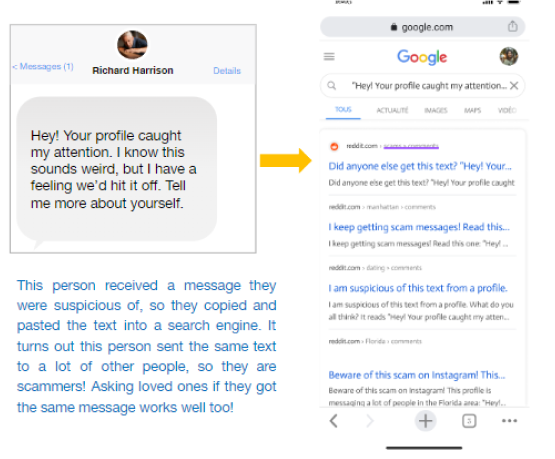 < Messages (1)
Richard Harrison
Details
Hey! Your profile caught
my attention. I know this
sounds weird, but I have a
feeling we'd hit it off. Tell
me more about yourself.
This person received a message they
were suspicious of, so they copied and
pasted the text into a search engine. It
turns out this person sent the same text
to a lot of other people, so they are
scammers! Asking loved ones if they got
the same message works well too!
google.com
Google
"Hey! Your profile caught my attention...
TOUS ACTUALITÉ IMAGES MAPS VIDÉO
reddit.com › scams › comments
Did anyone else get this text? "Hey! Your...
Did anyone else get this text? "Hey! Your profile caught
reddit.com › manhattan › comments
I keep getting scam messages! Read this...
I keep getting scam messages! Read this one: "Hey! ...
reddit.com › dating › comments
I am suspicious of this text from a profile.
I am suspicious of this text from a profile. What do you
all think? It reads "Hey! Your profile caught my atten...
reddit.com › Florida › comments
Beware of this scam on Instagram! This...
Beware of this scam on Instagram! This profile is
messaging a lot of people in the Florida area: "Hey!...